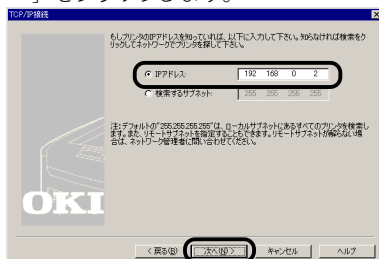 」をクリックします。
TCP/IP接続
もしプリンタのIPアドレスを知っていれば、以下に入力して下さい。知らなければ検索をク
リックしてネットワークでプリンタを探して下さい。
IPアドレス: 192 168 0 2
検索するサブネット: 255 255 255 255
注:デフォルトの"255.255.255.255"は、ローカルサブネットにあるすべてのプリンタを検索し
ます。また、リモートサブネットを指定することもできます。リモートサブネットが解らない場
合は、ネットワーク管理者に問い合わせてください。
OKI
< 戻る(B) 次へ(N) > キャンセル ヘルプ